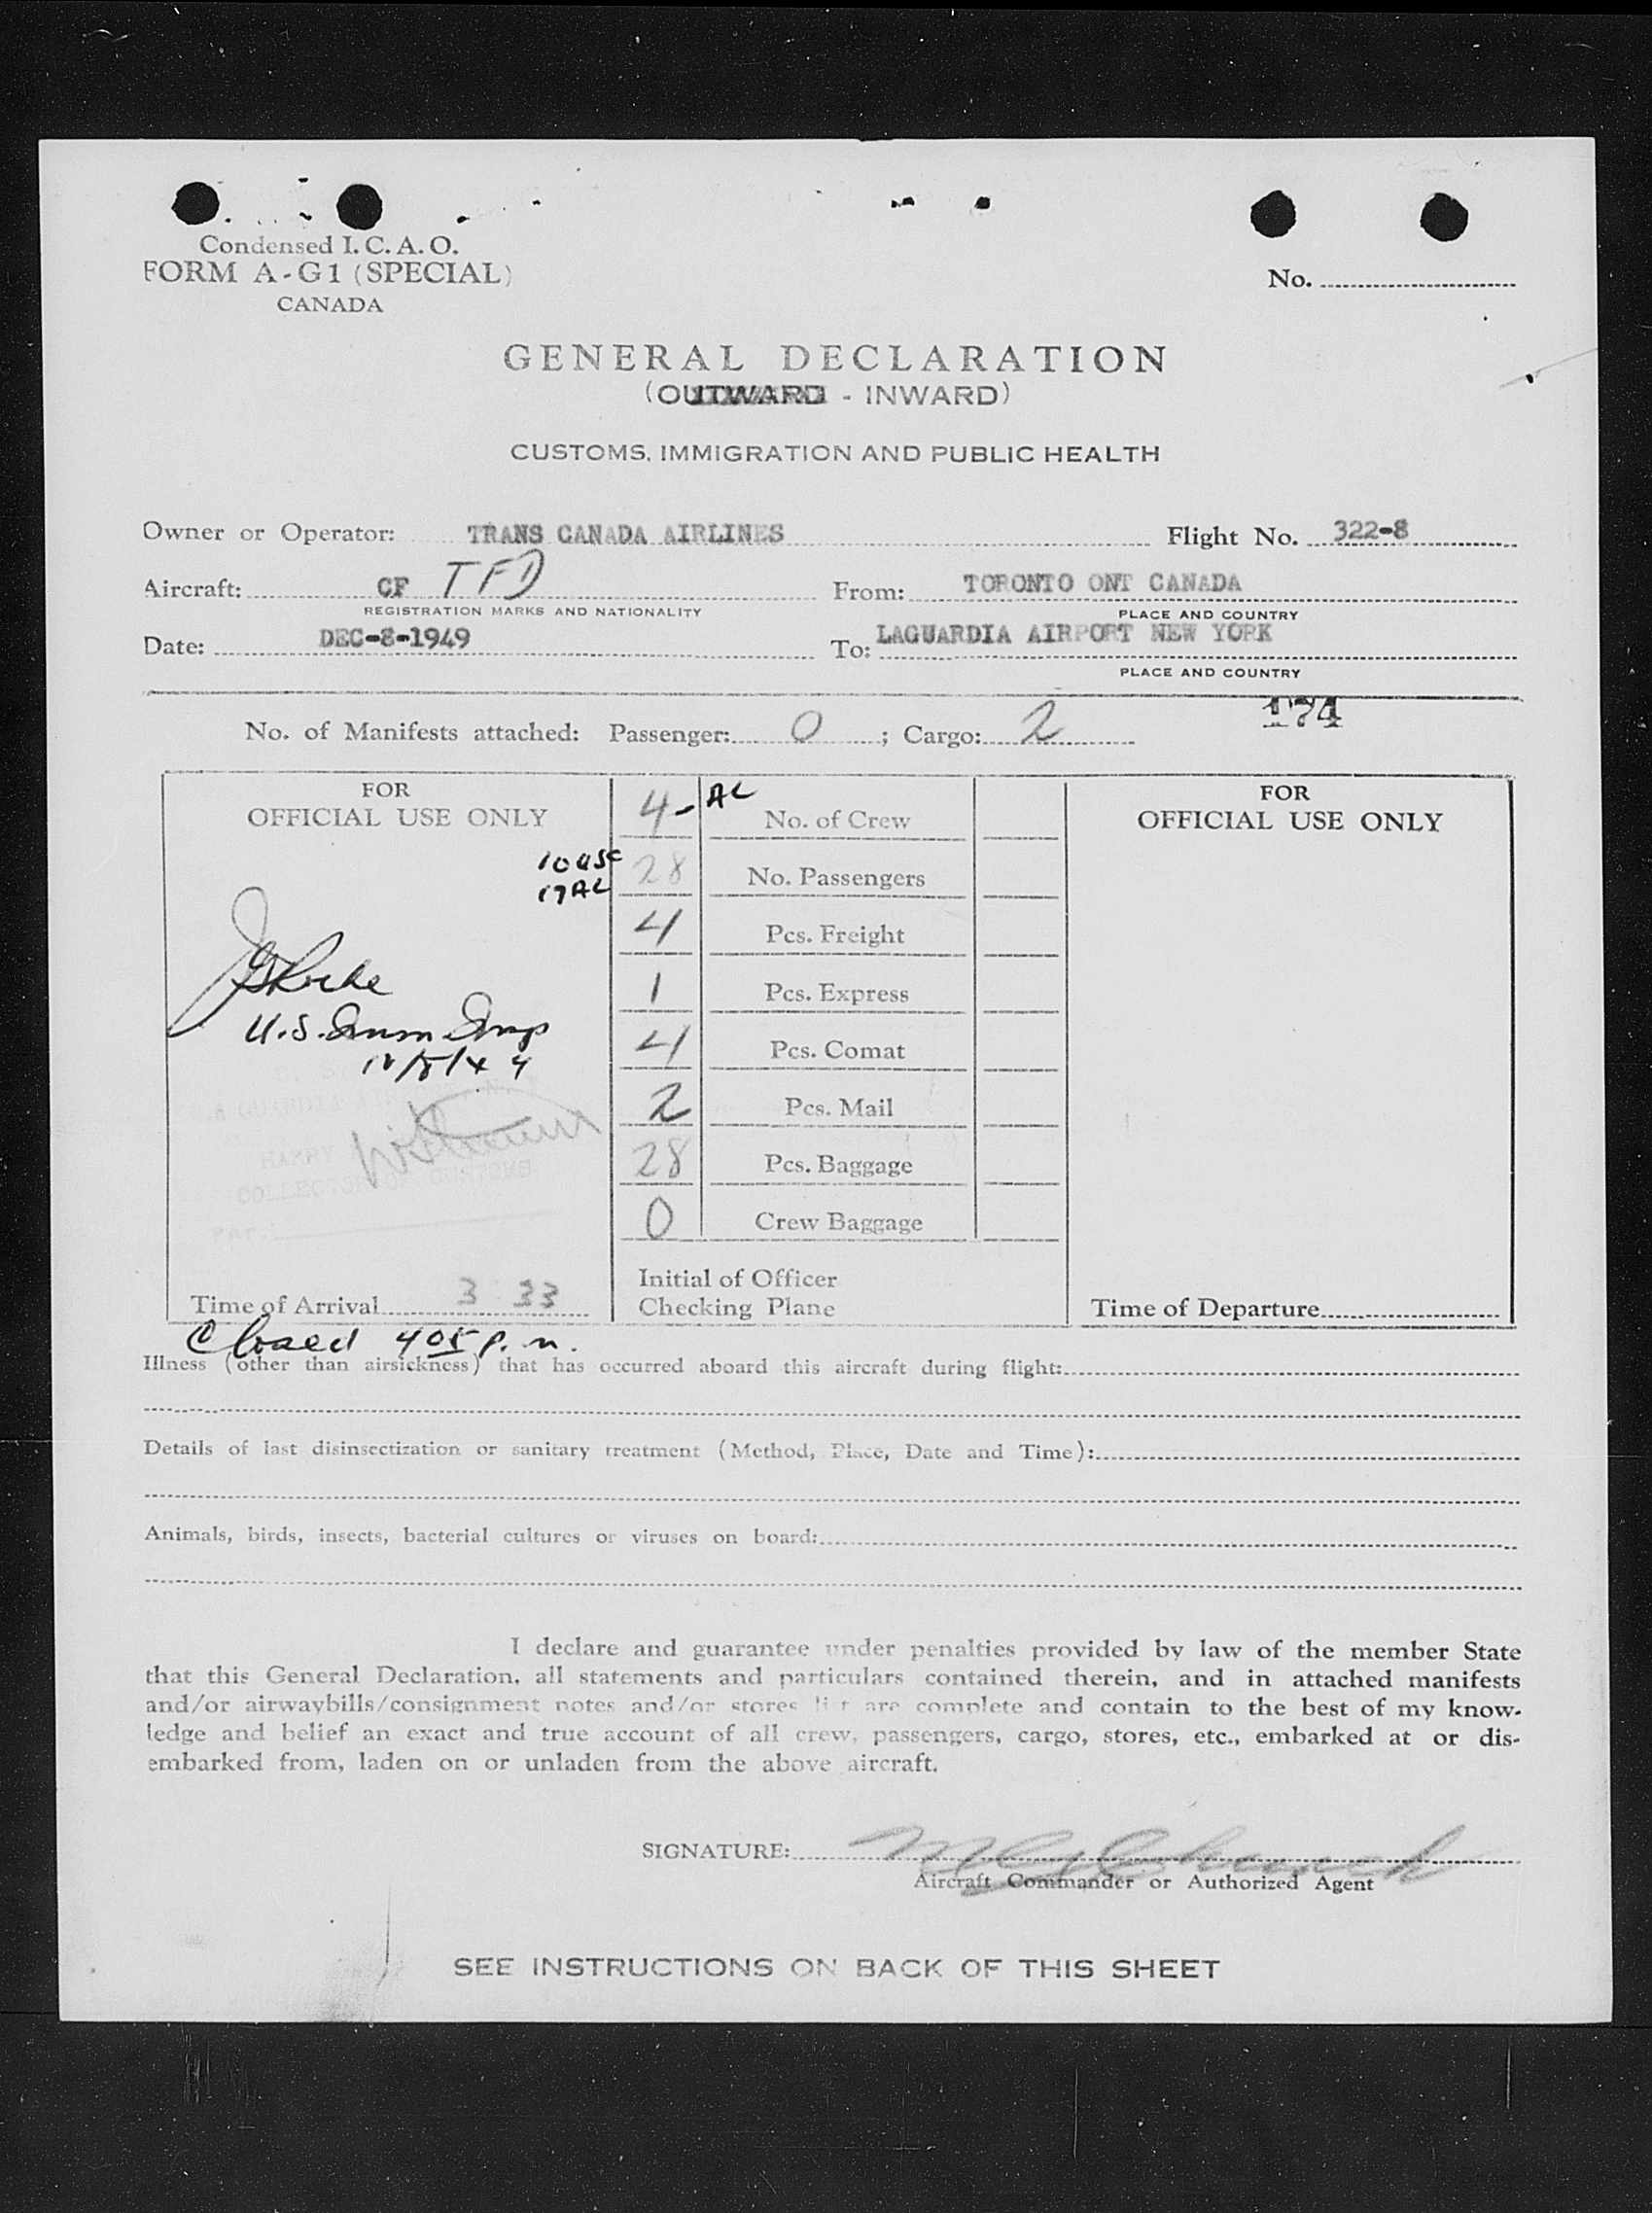 Condensed I. C. A. O.
FORM A-G1 (SPECIAL)
CANADA
No.
GENERAL DECLARATION
(OUTWARD - INWARD)
CUSTOMS, IMMIGRATION AND PUBLIC HEALTH
Owner or Operator: TRANS CANADA AIRLINES Flight No. 322-8
Aircraft: CF TFD From: TORONTO ONT CANADA
REGISTRATION MARKS AND NATIONALITY PLACE AND COUNTRY
Date: DEC-8-1949 To: LAGUARDIA AIRPORT NEW YORK
PLACE AND COUNTRY
174
No. of Manifests attached: Passenger: 0 ; Cargo: 2
FOR
OFFICIAL USE ONLY
10 USC
17 AL
U.S. Imm Insp
COLLECTOR OF CUSTOMS
Time of Arrival 3 33
Closed 405 p.m.
4 - AL No. of Crew
28 No. Passengers
4 Pcs. Freight
1 Pcs. Express
4 Pcs. Comat
2 Pcs. Mail
28 Pcs. Baggage
0 Crew Baggage
Initial of Officer
Checking Plane
FOR
OFFICIAL USE ONLY
Time of Departure
Illness (other than airsickness) that has occurred aboard this aircraft during flight:
Details of last disinsectization or sanitary treatment (Method, Place, Date and Time):
Animals, birds, insects, bacterial cultures or viruses on board:
I declare and guarantee under penalties provided by law of the member State
that this General Declaration, all statements and particulars contained therein, and in attached manifests
and/or airwaybills/consignment notes and/or stores list are complete and contain to the best of my know-
ledge and belief an exact and true account of all crew, passengers, cargo, stores, etc., embarked at or dis-
embarked from, laden on or unladen from the above aircraft.
SIGNATURE:
Aircraft Commander or Authorized Agent
SEE INSTRUCTIONS ON BACK OF THIS SHEET